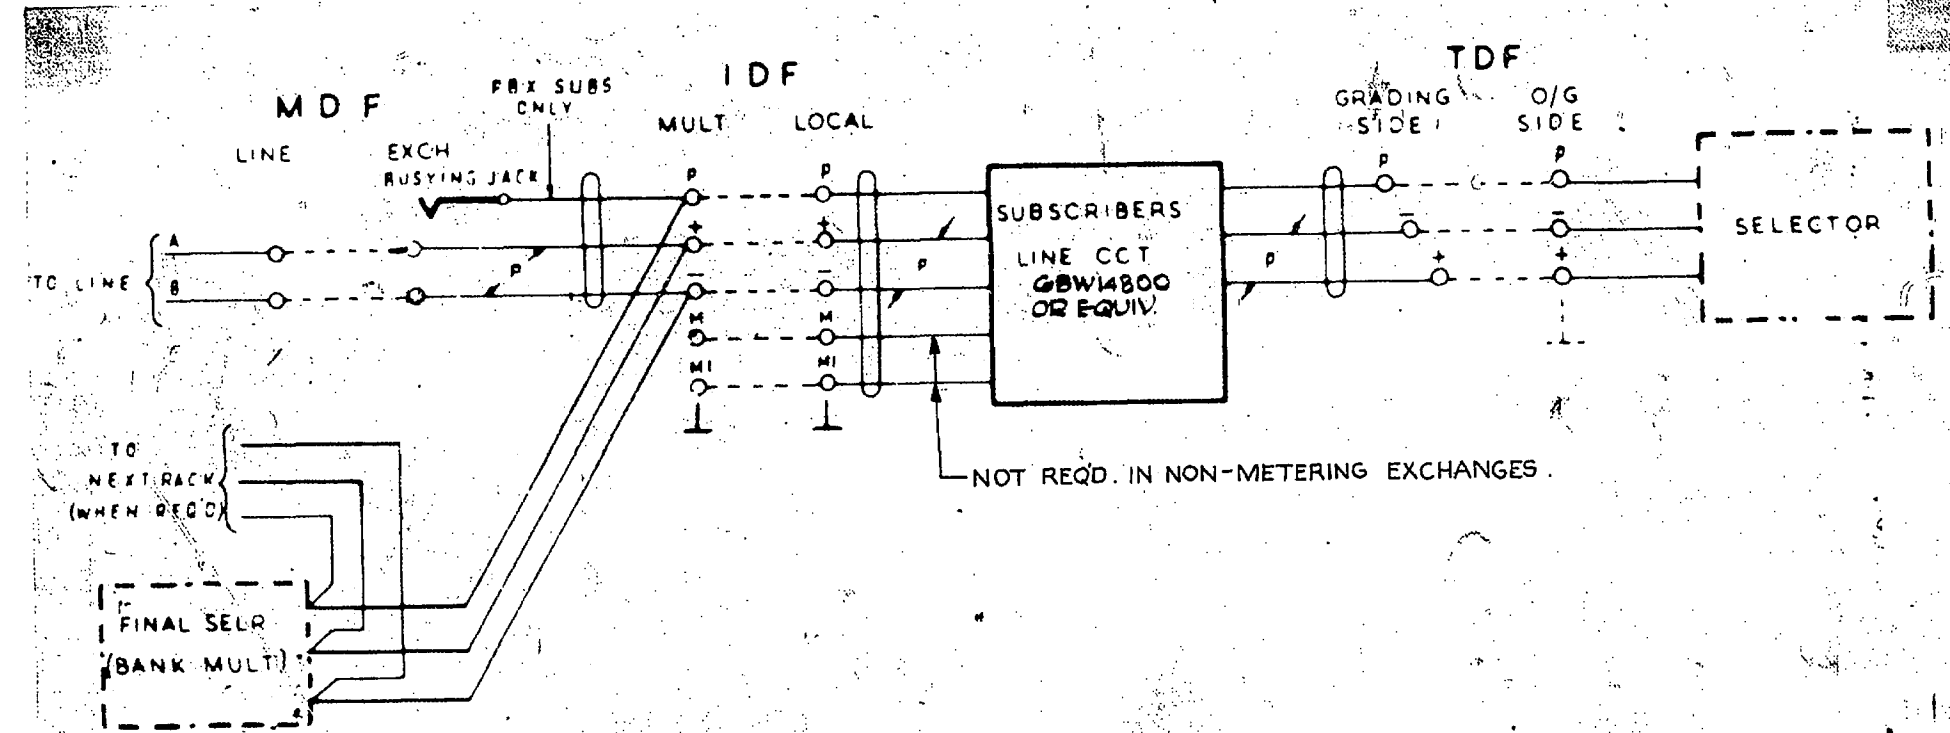 MDF
IDF
TDF
PBX SUBS
ONLY
LINE
EXCH
BUSYING JACK
MULT
LOCAL
GRADING
SIDE
O/G
SIDE
P
P
P
P
A
+
+
-
-
TO LINE
P
P
P
B
-
-
+
+
SUBSCRIBERS
LINE CCT
GBW14800
OR EQUIV.
SELECTOR
M
M
M1
M1
TO
NEXT RACK
(WHEN REQ'D)
NOT REQ'D. IN NON-METERING EXCHANGES.
FINAL SELR
(BANK MULT)